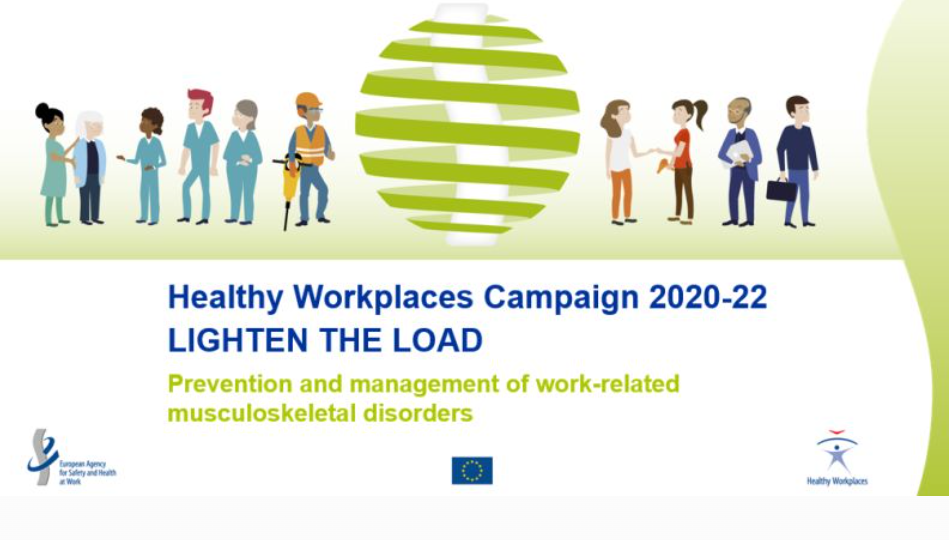 Healthy Workplaces Campaign 2020-22
LIGHTEN THE LOAD
Prevention and management of work-related
musculoskeletal disorders
European Agency
for Safety and Health
at Work
Healthy Workplaces